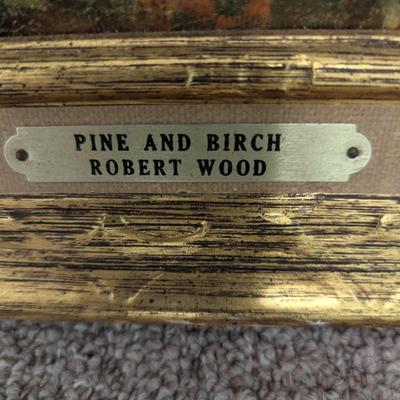 PINE AND BIRCH
ROBERT WOOD